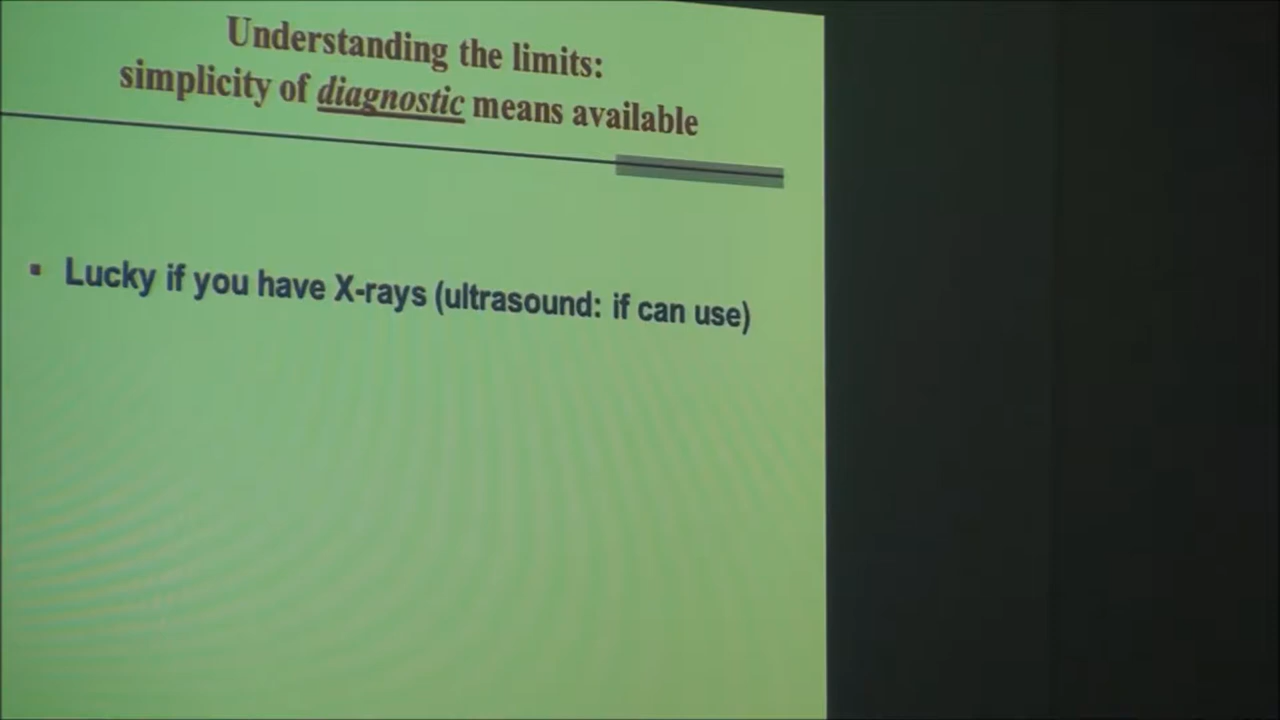 Understanding the limits:
simplicity of diagnostic means available
▪ Lucky if you have X-rays (ultrasound: if can use)